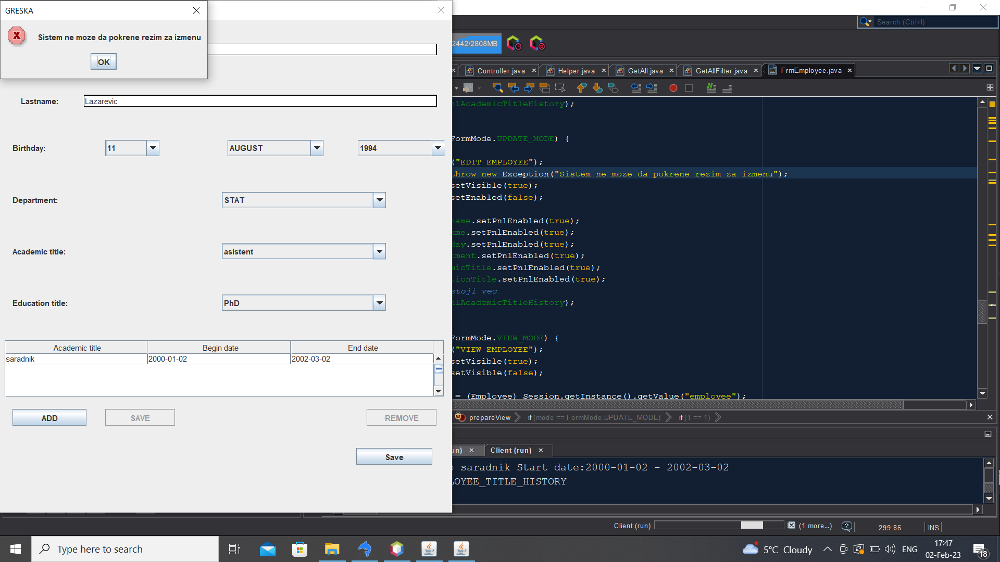 GRESKA
Sistem ne moze da pokrene rezim za izmenu
OK
Lastname:
Lazarevic
Birthday:
11
AUGUST
1994
Department:
STAT
Academic title:
asistent
Education title:
PhD
Academic title Begin date End date
saradnik 2000-01-02 2002-03-02
ADD
SAVE
REMOVE
Save
Search (Ctrl+I)
2442/2808MB
Controller.java
Helper.java
GetAll.java
GetAllFilter.java
FrmEmployee.java
nlAcademicTitleHistory);
FormMode.UPDATE_MODE) {
("EDIT EMPLOYEE");
throw new Exception("Sistem ne moze da pokrene rezim za izmenu");
setVisible(true);
setEnabled(false);
name.setPnlEnabled(true);
ame.setPnlEnabled(true);
day.setPnlEnabled(true);
tment.setPnlEnabled(true);
micTitle.setPnlEnabled(true);
tionTitle.setPnlEnabled(true);
stoji vec
nlAcademicTitleHistory);
FormMode.VIEW_MODE) {
("VIEW EMPLOYEE");
setVisible(true);
setVisible(false);
= (Employee) Session.getInstance().getValue("employee");
prepareView
if (mode == FormMode.UPDATE_MODE)
if (1 == 1)
un)
Client (run)
s saradnik Start date:2000-01-02 - 2002-03-02
LOYEE_TITLE_HISTORY
Client (run)
(1 more...)
2
299:86
INS
Type here to search
5°C Cloudy
ENG
17:47
02-Feb-23
18